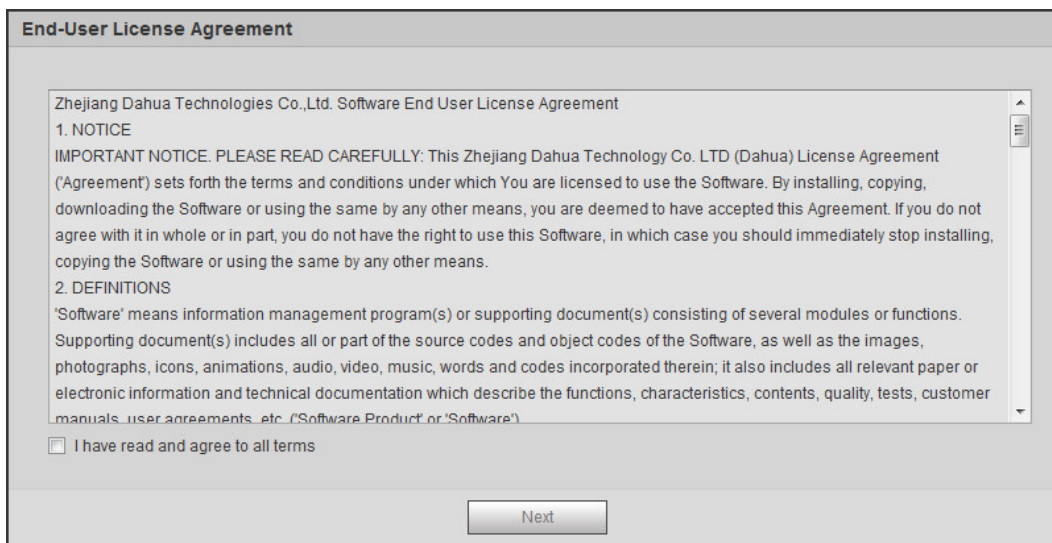 End-User License Agreement
Zhejiang Dahua Technologies Co.,Ltd. Software End User License Agreement
1. NOTICE
IMPORTANT NOTICE. PLEASE READ CAREFULLY: This Zhejiang Dahua Technology Co. LTD (Dahua) License Agreement
('Agreement') sets forth the terms and conditions under which You are licensed to use the Software. By installing, copying,
downloading the Software or using the same by any other means, you are deemed to have accepted this Agreement. If you do not
agree with it in whole or in part, you do not have the right to use this Software, in which case you should immediately stop installing,
copying the Software or using the same by any other means.
2. DEFINITIONS
'Software' means information management program(s) or supporting document(s) consisting of several modules or functions.
Supporting document(s) includes all or part of the source codes and object codes of the Software, as well as the images,
photographs, icons, animations, audio, video, music, words and codes incorporated therein; it also includes all relevant paper or
electronic information and technical documentation which describe the functions, characteristics, contents, quality, tests, customer
manuals, user agreements, etc. ('Software Product' or 'Software')
I have read and agree to all terms
Next